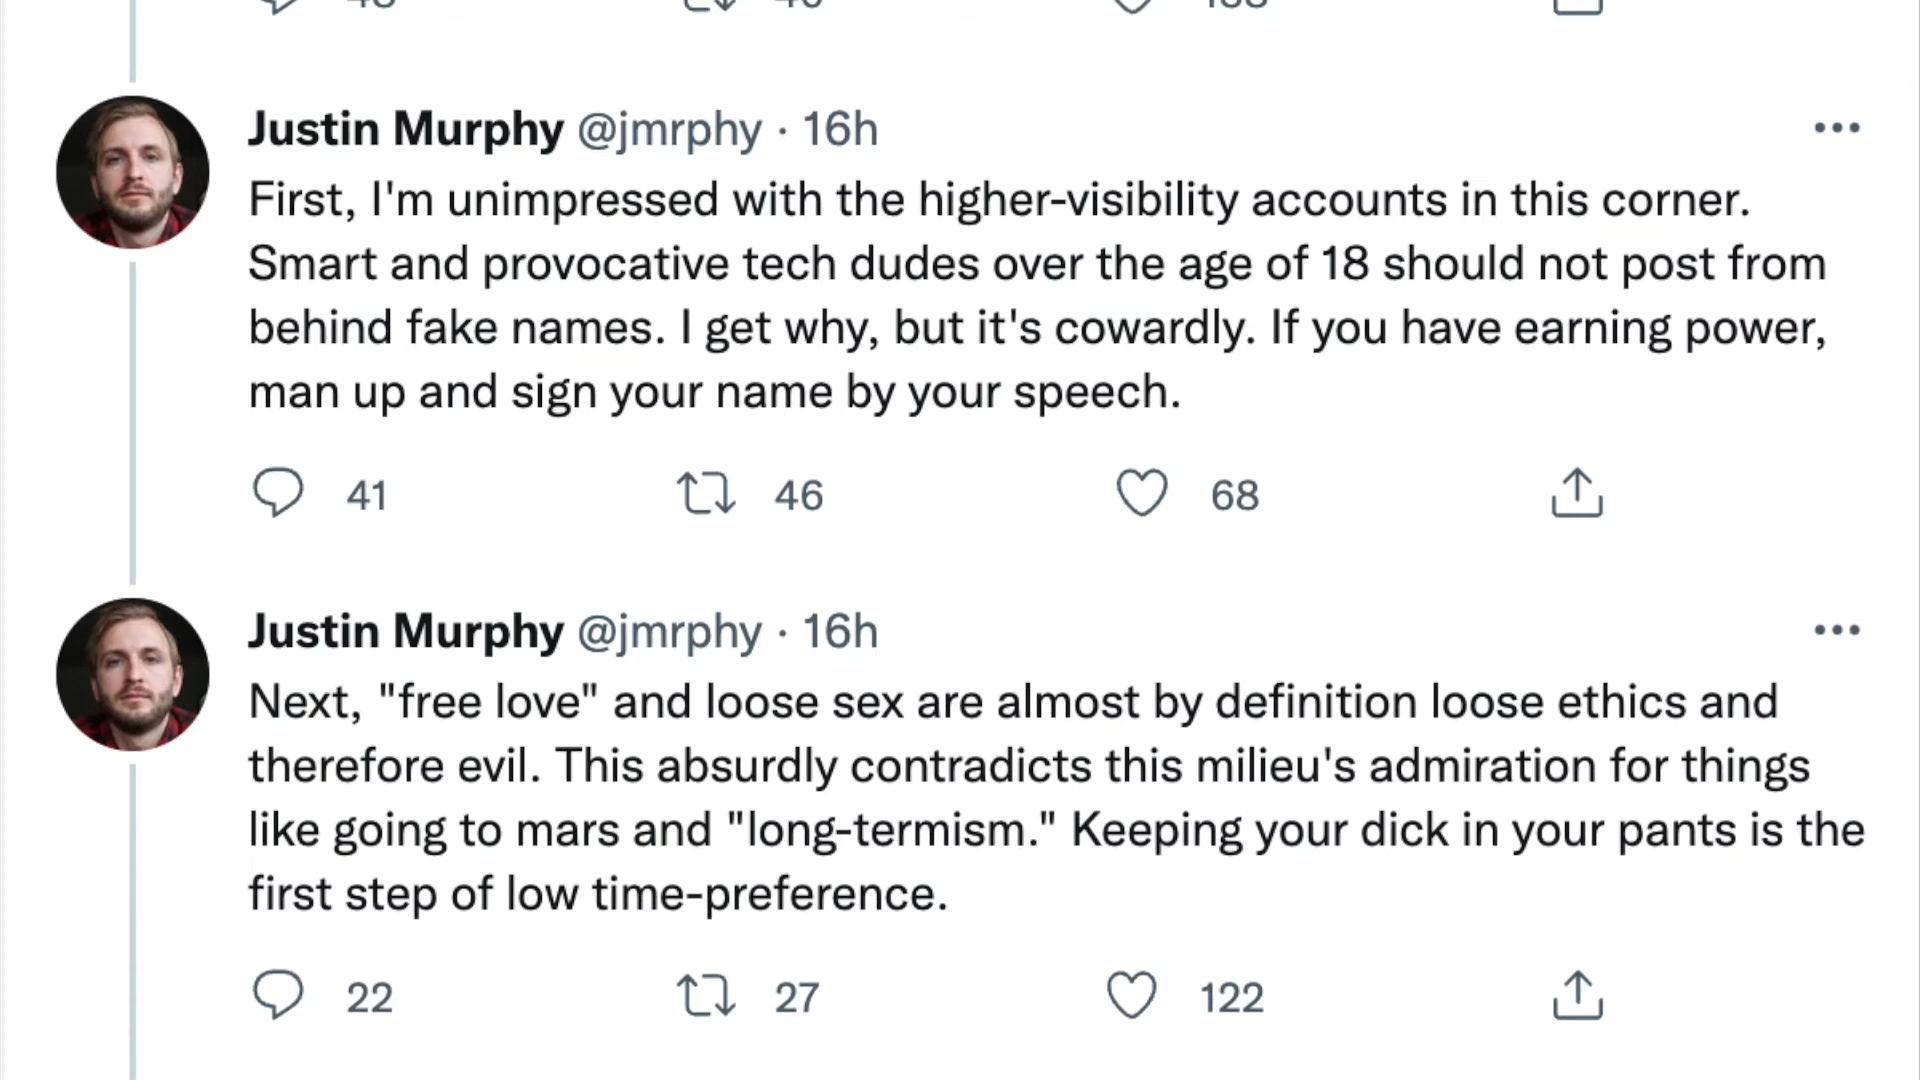 Justin Murphy @jmrphy · 16h
First, I'm unimpressed with the higher-visibility accounts in this corner.
Smart and provocative tech dudes over the age of 18 should not post from
behind fake names. I get why, but it's cowardly. If you have earning power,
man up and sign your name by your speech.
41 46 68
Justin Murphy @jmrphy · 16h
Next, "free love" and loose sex are almost by definition loose ethics and
therefore evil. This absurdly contradicts this milieu's admiration for things
like going to mars and "long-termism." Keeping your dick in your pants is the
first step of low time-preference.
22 27 122